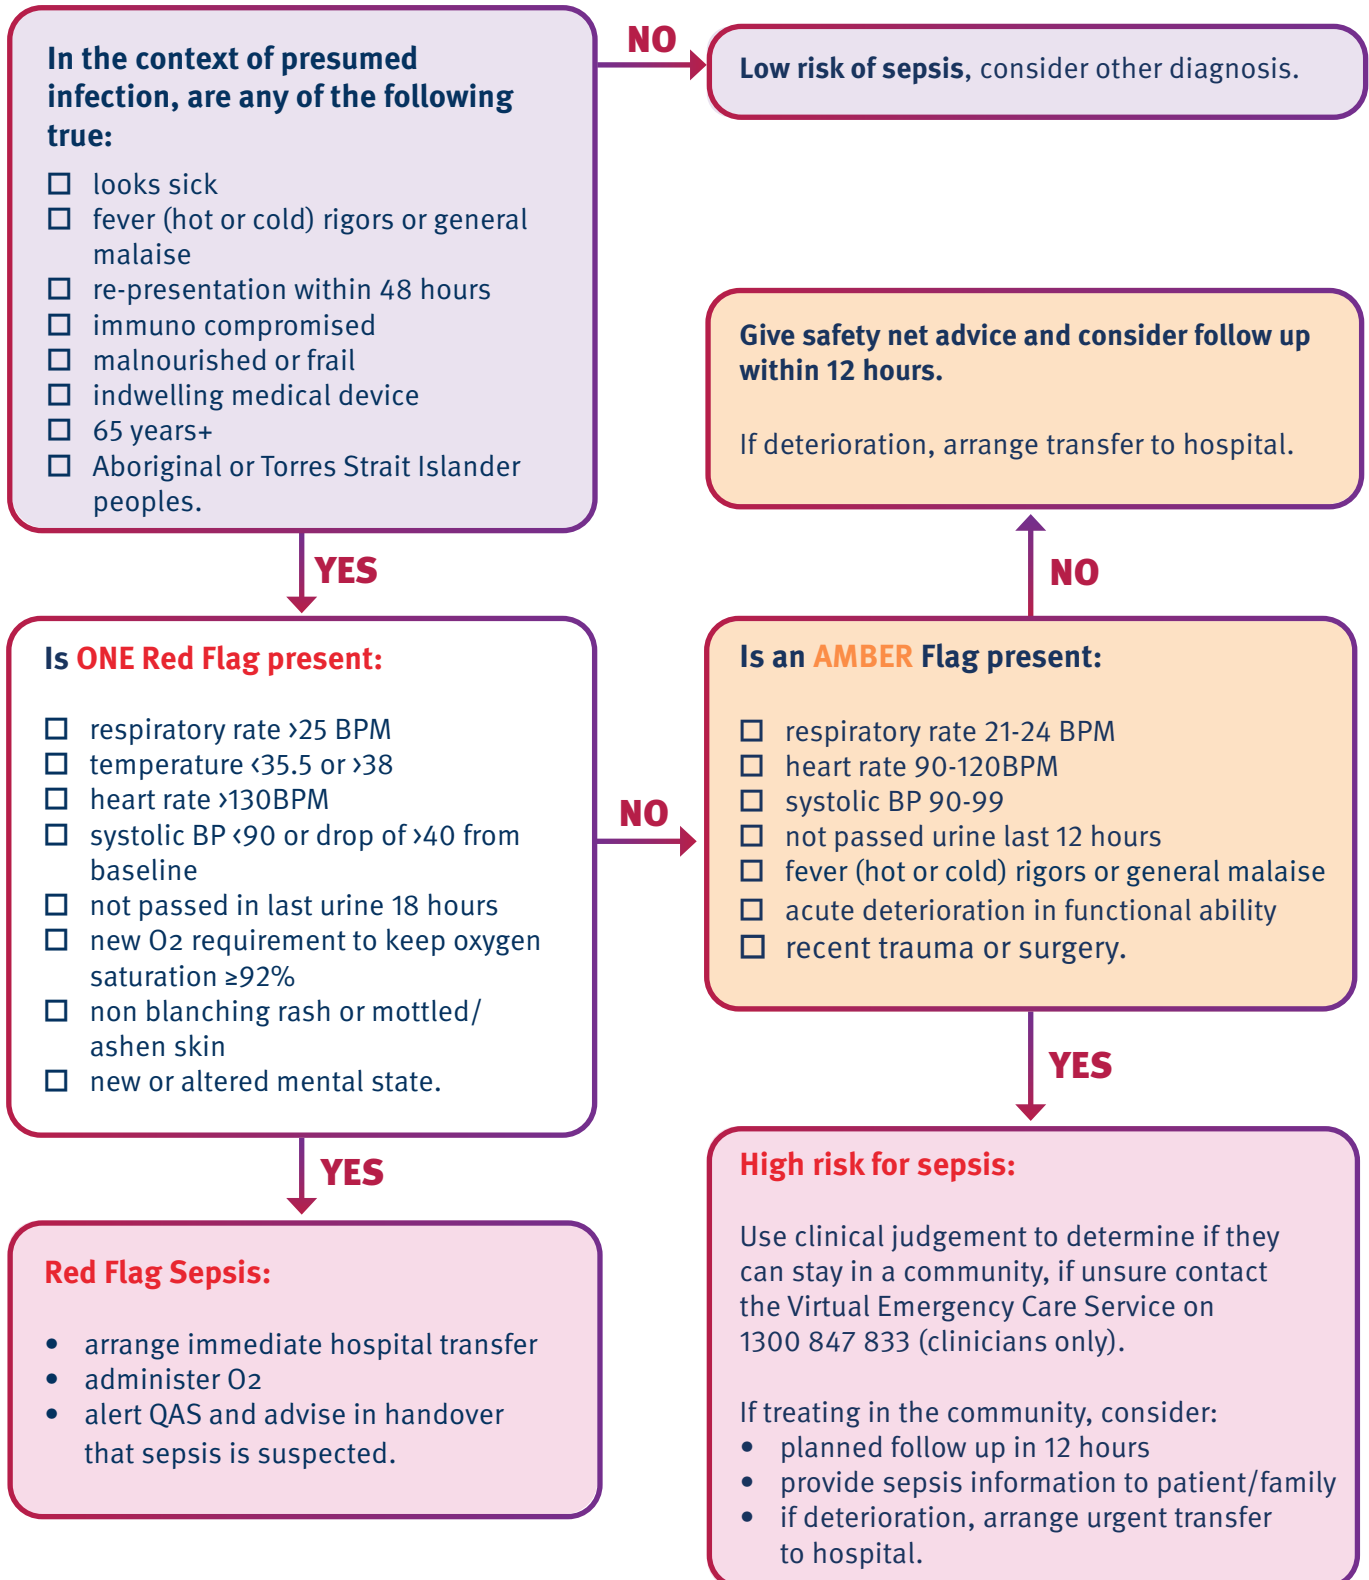 In the context of presumed
infection, are any of the following
true:
☐ looks sick
☐ fever (hot or cold) rigors or general
malaise
☐ re-presentation within 48 hours
☐ immuno compromised
☐ malnourished or frail
☐ indwelling medical device
☐ 65 years+
☐ Aboriginal or Torres Strait Islander
peoples.
NO
Low risk of sepsis, consider other diagnosis.
YES
Is ONE Red Flag present:
☐ respiratory rate >25 BPM
☐ temperature <35.5 or >38
☐ heart rate >130BPM
☐ systolic BP <90 or drop of >40 from
baseline
☐ not passed in last urine 18 hours
☐ new O2 requirement to keep oxygen
saturation ≥92%
☐ non blanching rash or mottled/
ashen skin
☐ new or altered mental state.
YES
Red Flag Sepsis:
• arrange immediate hospital transfer
• administer O2
• alert QAS and advise in handover
that sepsis is suspected.
NO
Is an AMBER Flag present:
☐ respiratory rate 21-24 BPM
☐ heart rate 90-120BPM
☐ systolic BP 90-99
☐ not passed urine last 12 hours
☐ fever (hot or cold) rigors or general malaise
☐ acute deterioration in functional ability
☐ recent trauma or surgery.
NO
Give safety net advice and consider follow up
within 12 hours.
If deterioration, arrange transfer to hospital.
YES
High risk for sepsis:
Use clinical judgement to determine if they
can stay in a community, if unsure contact
the Virtual Emergency Care Service on
1300 847 833 (clinicians only).
If treating in the community, consider:
• planned follow up in 12 hours
• provide sepsis information to patient/family
• if deterioration, arrange urgent transfer
to hospital.